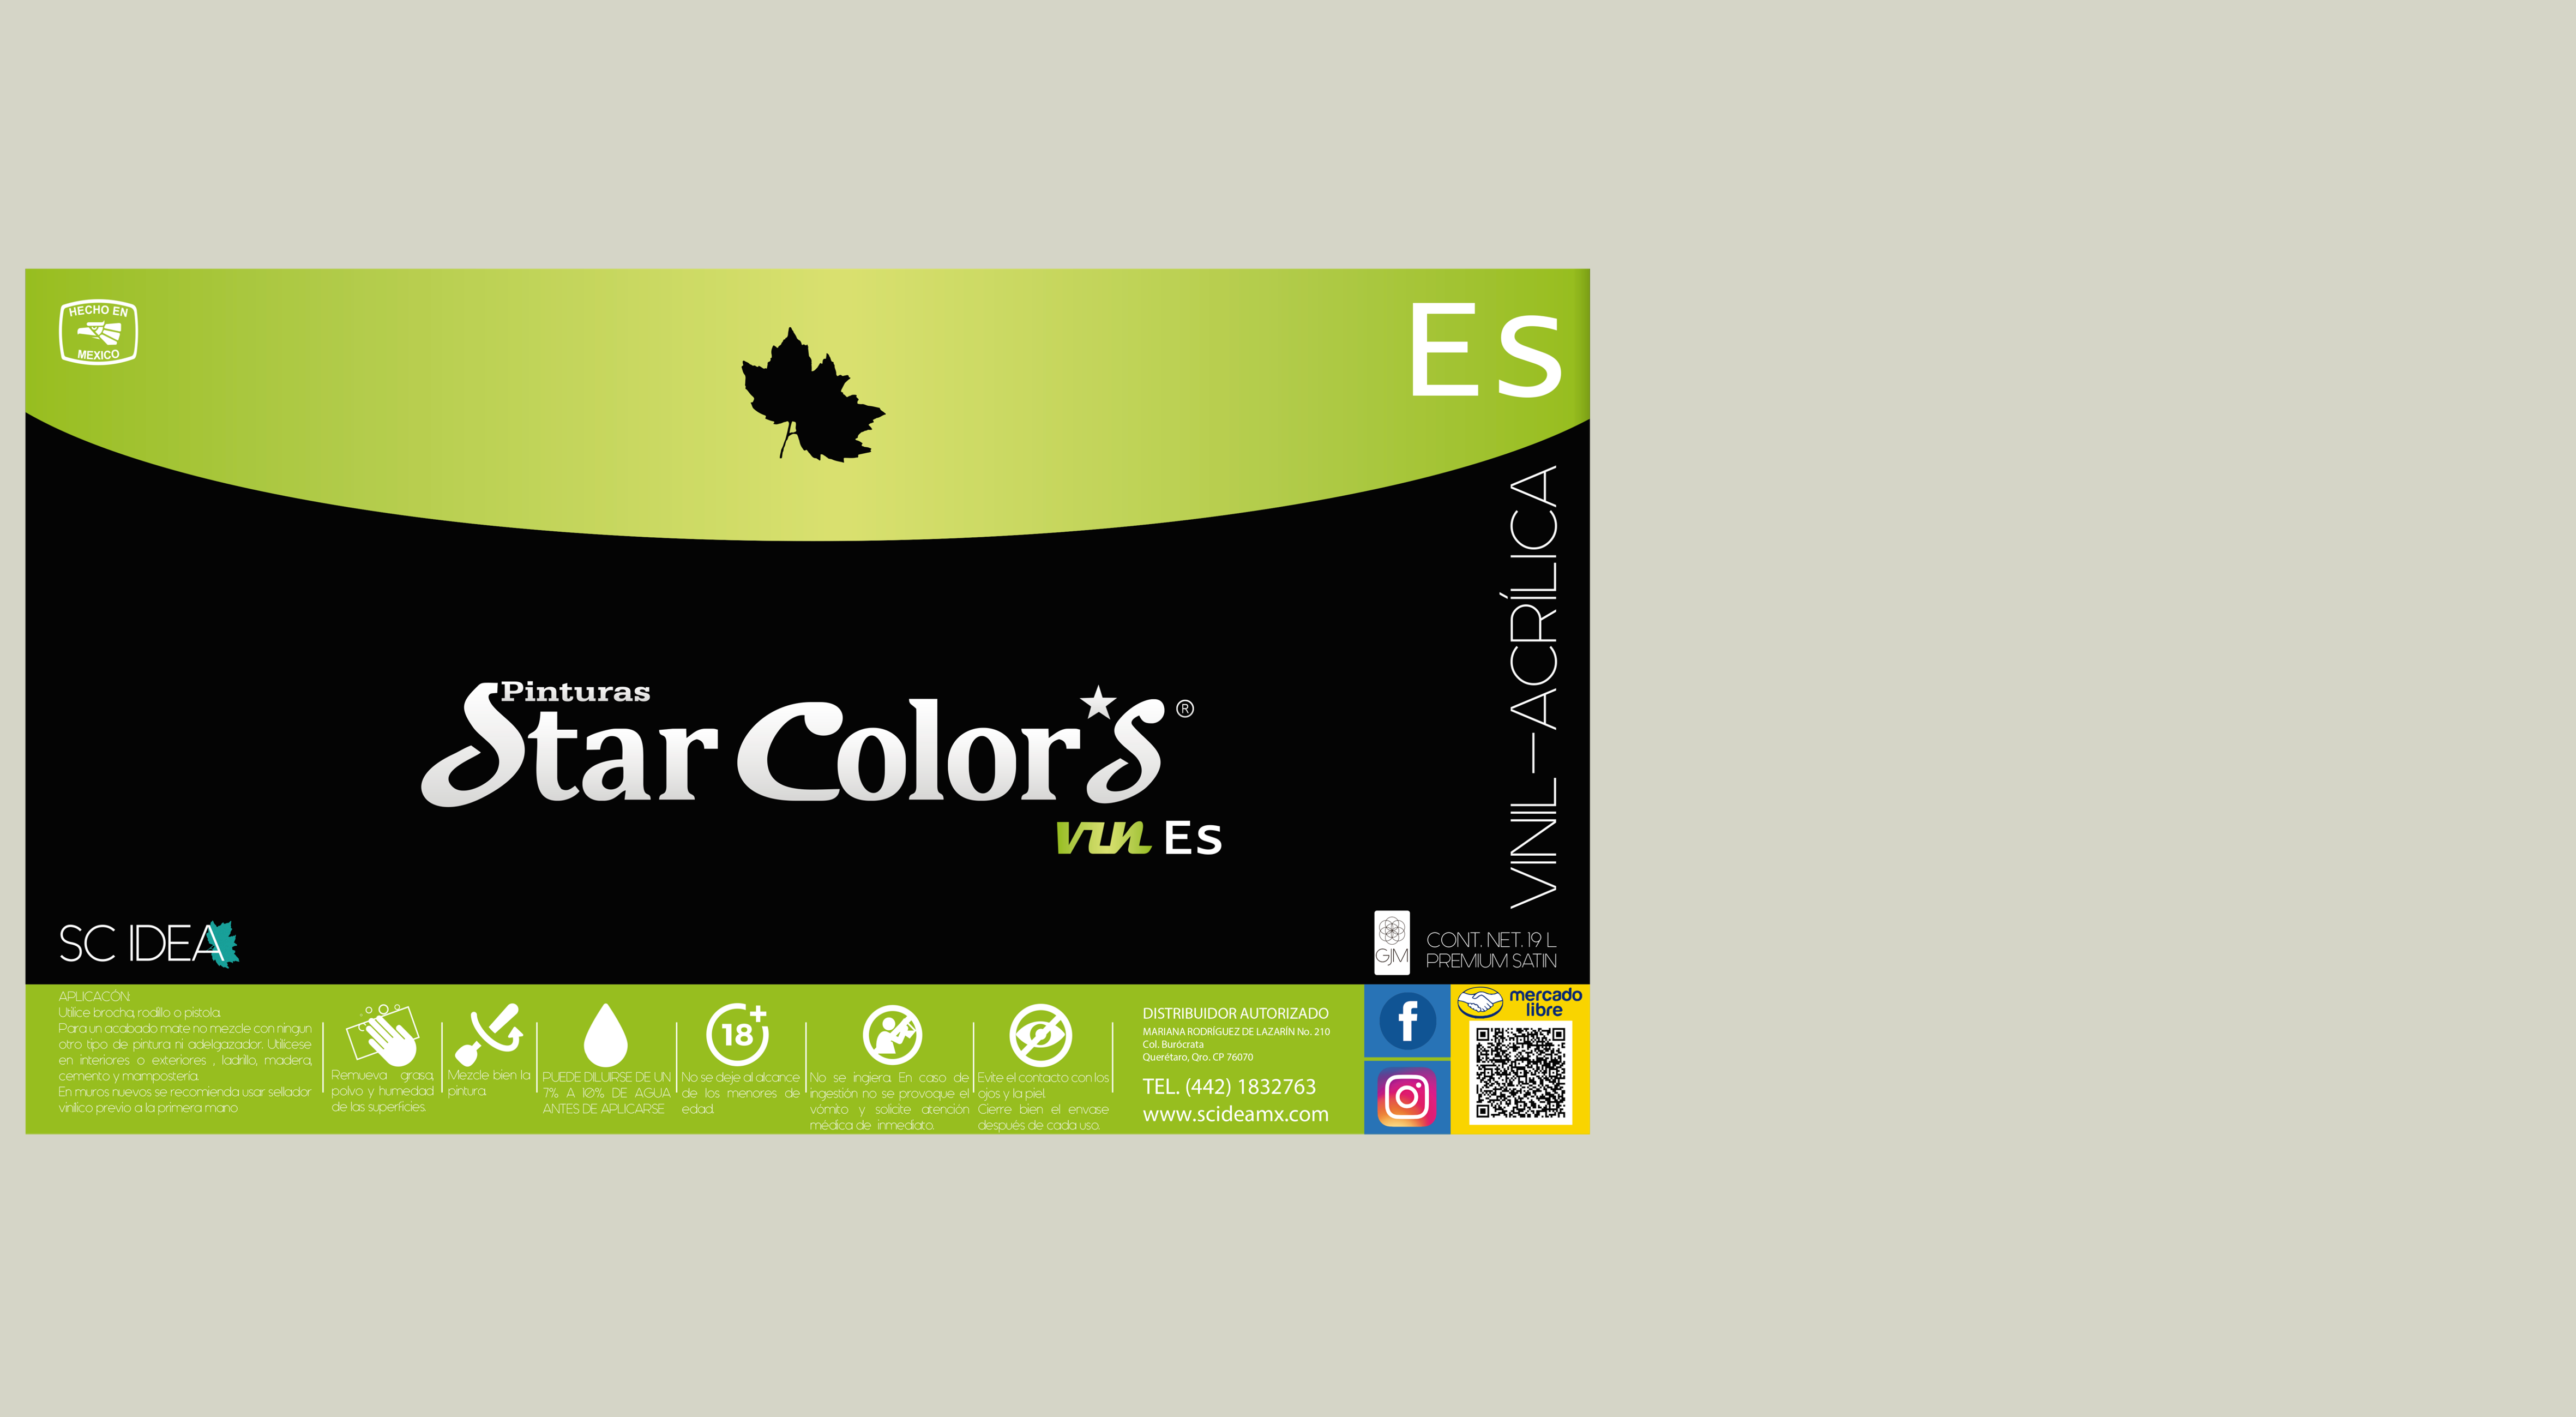 HECHO EN
MEXICO
Es
VINIL-ACRÍLICA
Pinturas
Star Color's ®
vin Es
SC IDEA
GJM
CONT. NET. 19 L
PREMIUM SATIN
APLICACÓN:
Utilice brocha, rodillo o pistola.
Para un acabado mate no mezcle con ningun
otro tipo de pintura ni adelgazador. Utilícese
en interiores o exteriores , ladrillo, madera,
cemento y mampostería.
En muros nuevos se recomienda usar sellador
vinílico previo a la primera mano
Remueva grasa,
polvo y humedad
de las superficies.
Mezcle bien la
pintura.
PUEDE DILUIRSE DE UN
7% A 10% DE AGUA
ANTES DE APLICARSE
18+
No se deje al alcance
de los menores de
edad.
No se ingiera. En caso de
ingestión no se provoque el
vómito y solicite atención
médica de inmediato.
Evite el contacto con los
ojos y la piel.
Cierre bien el envase
después de cada uso.
DISTRIBUIDOR AUTORIZADO
MARIANA RODRÍGUEZ DE LAZARÍN No. 210
Col. Burócrata
Querétaro, Qro. CP 76070
TEL. (442) 1832763
www.scideamx.com
f
mercado
libre